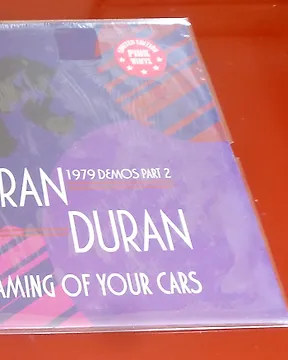 LIMITED EDITION
PINK
VINYL
RAN
1979 DEMOS PART 2
DURAN
AMING OF YOUR CARS